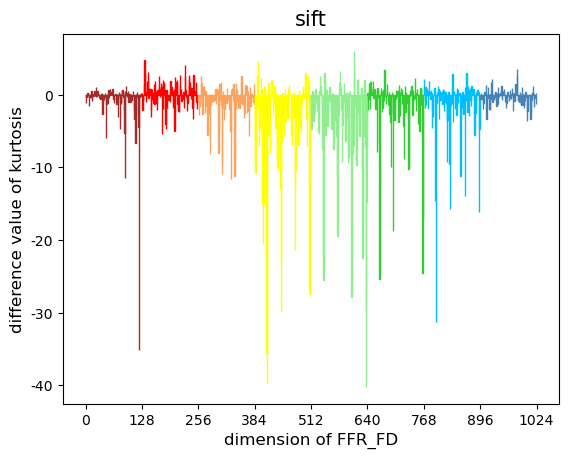 sift
difference value of kurtosis
0
-10
-20
-30
-40
0 128 256 384 512 640 768 896 1024
dimension of FFR_FD